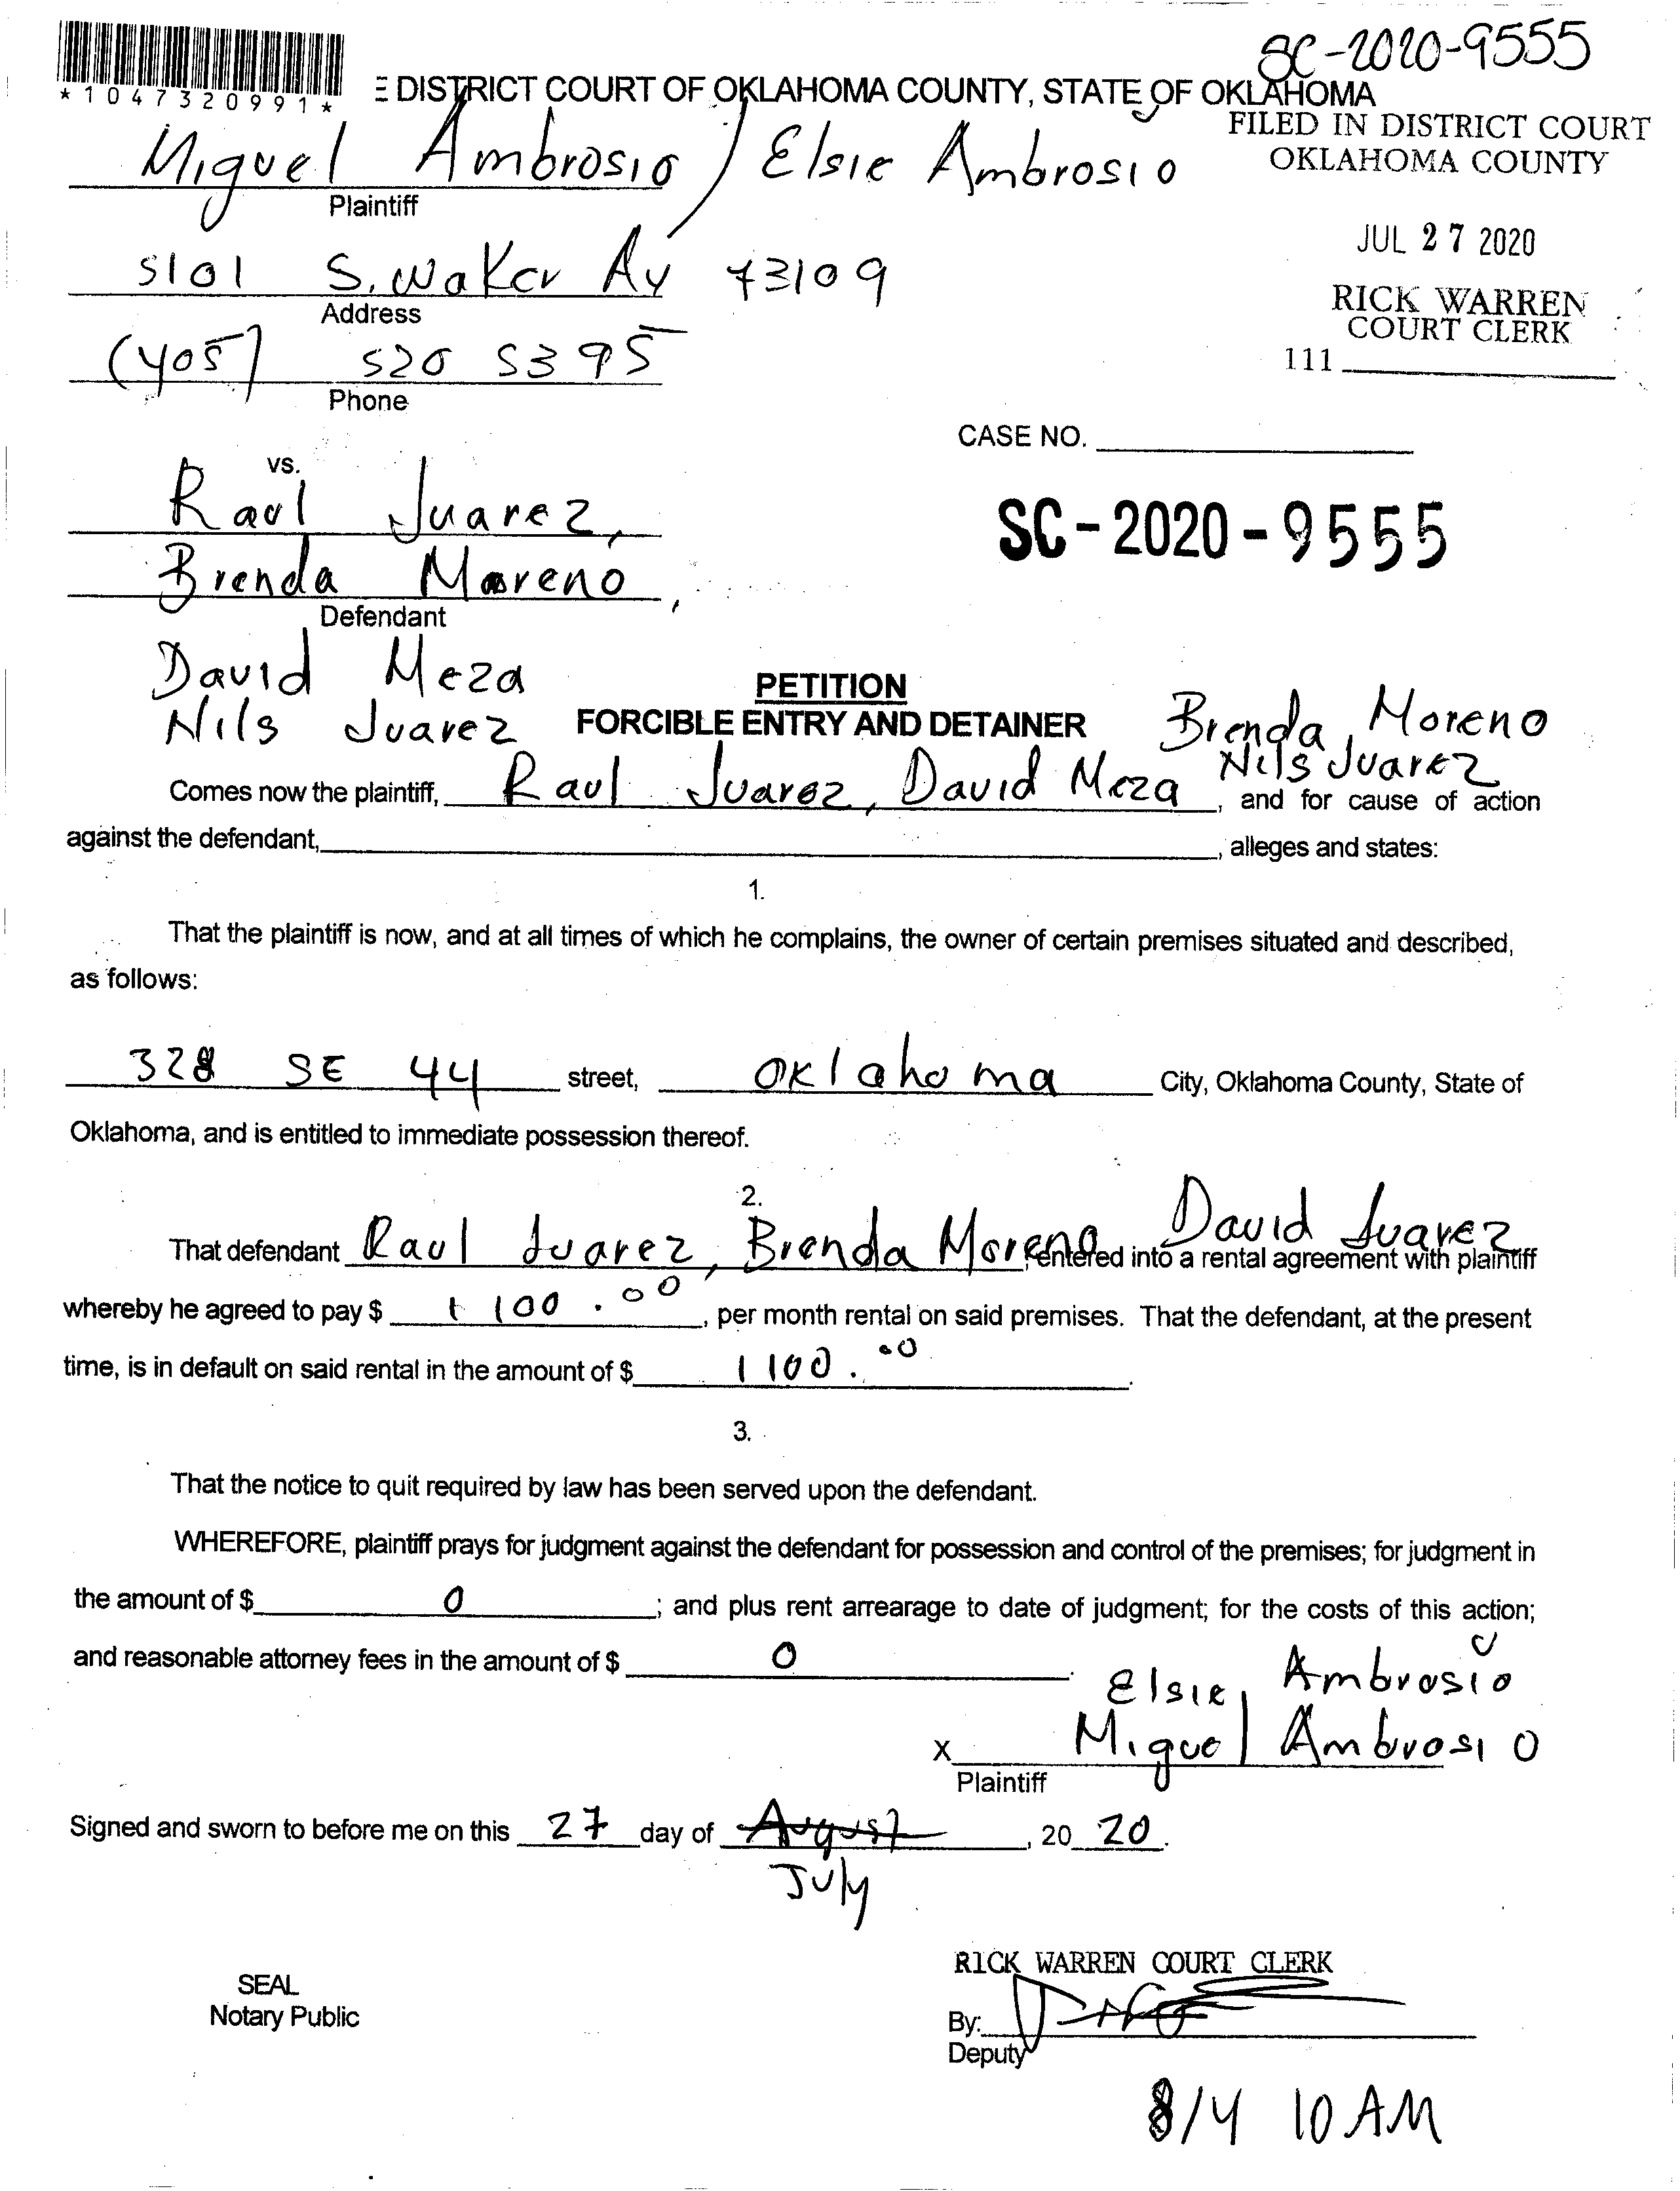 SC-2020-9555
*1047320991*
E DISTRICT COURT OF OKLAHOMA COUNTY, STATE OF OKLAHOMA
FILED IN DISTRICT COURT
OKLAHOMA COUNTY
Miguel Ambrosio / Elsie Ambrosio
Plaintiff
JUL 27 2020
5101 S. Waker Av 73109
Address
RICK WARREN
COURT CLERK
(405) 520 5395
Phone
111
CASE NO.
vs.
Raul Juarez,
SC-2020-9555
Brenda Moreno,
Defendant
David Meza
Nils Juarez
PETITION
FORCIBLE ENTRY AND DETAINER
Brenda Moreno
Nils Juarez
Comes now the plaintiff, Raul Juarez, David Meza, and for cause of action
against the defendant, , alleges and states:
1.
That the plaintiff is now, and at all times of which he complains, the owner of certain premises situated and described,
as follows:
328 SE 44 street, Oklahoma City, Oklahoma County, State of
Oklahoma, and is entitled to immediate possession thereof.
2.
David Juarez
That defendant Raul Juarez, Brenda Moreno, entered into a rental agreement with plaintiff
whereby he agreed to pay $ 1100.00, per month rental on said premises. That the defendant, at the present
time, is in default on said rental in the amount of $ 1100.00.
3.
That the notice to quit required by law has been served upon the defendant.
WHEREFORE, plaintiff prays for judgment against the defendant for possession and control of the premises; for judgment in
the amount of $ 0; and plus rent arrearage to date of judgment; for the costs of this action;
and reasonable attorney fees in the amount of $ 0.
Elsie Ambrosio
X Miguel Ambrosio
Plaintiff
Signed and sworn to before me on this 27 day of August, 20 20.
July
RICK WARREN COURT CLERK
SEAL
Notary Public
By:
Deputy
8/4 10 AM